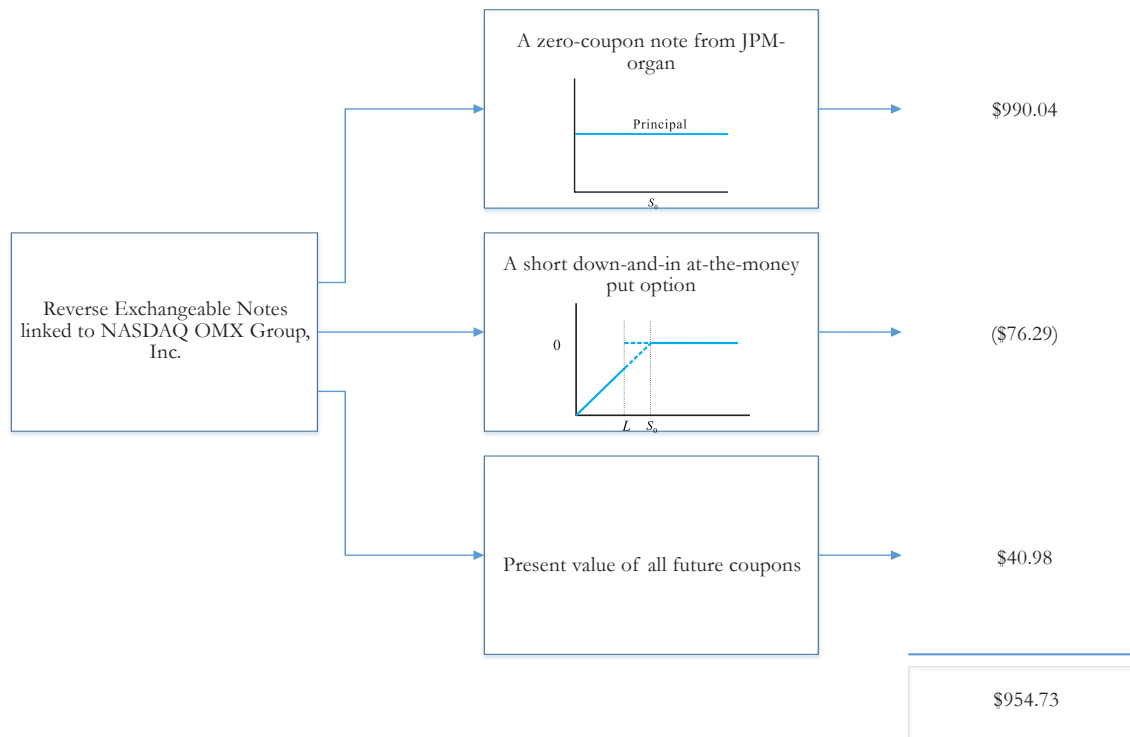 A zero-coupon note from JPM-
organ
Principal
S₀
$990.04
Reverse Exchangeable Notes
linked to NASDAQ OMX Group,
Inc.
A short down-and-in at-the-money
put option
0
L S₀
($76.29)
Present value of all future coupons
$40.98
$954.73